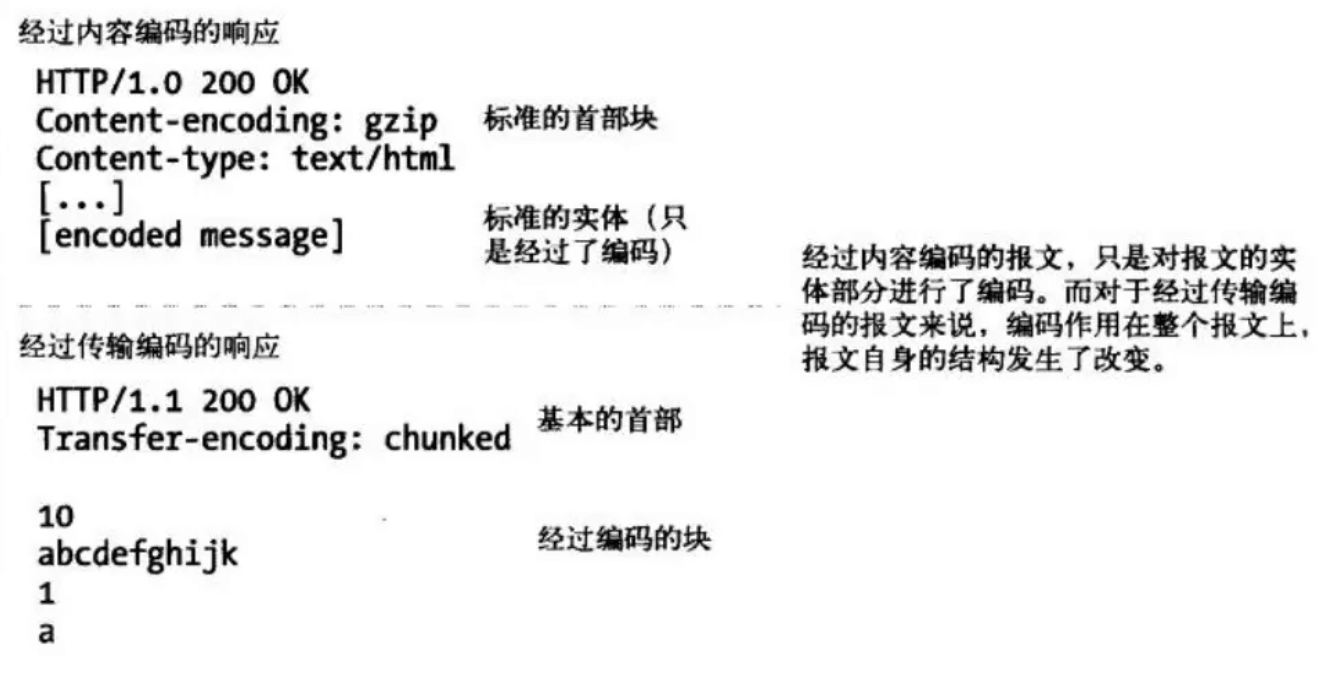 经过内容编码的响应
HTTP/1.0 200 OK
Content-encoding: gzip
Content-type: text/html
[...]
[encoded message]
标准的首部块
标准的实体（只
是经过了编码）
经过传输编码的响应
HTTP/1.1 200 OK
Transfer-encoding: chunked
10
abcdefghijk
1
a
基本的首部
经过编码的块
经过内容编码的报文，只是对报文的实
体部分进行了编码。而对于经过传输编
码的报文来说，编码作用在整个报文上，
报文自身的结构发生了改变。